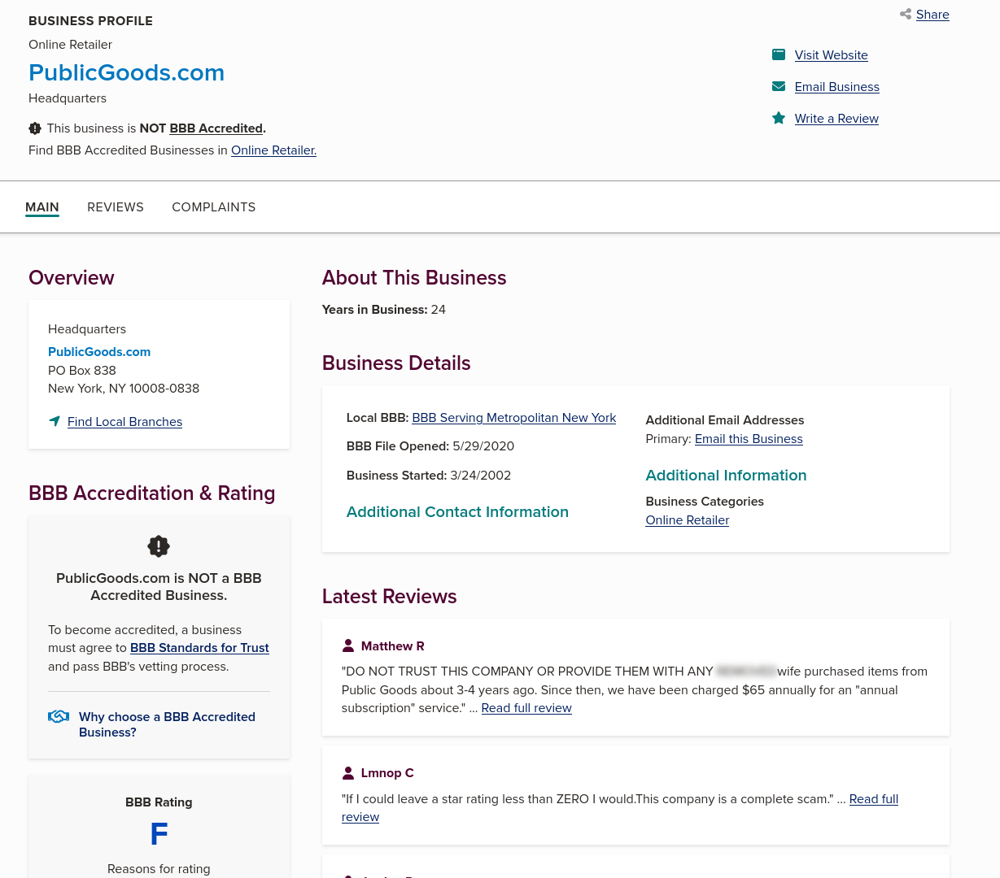 BUSINESS PROFILE
Online Retailer
PublicGoods.com
Headquarters
This business is NOT BBB Accredited.
Find BBB Accredited Businesses in Online Retailer.
Share
Visit Website
Email Business
Write a Review
MAIN REVIEWS COMPLAINTS
Overview
Headquarters
PublicGoods.com
PO Box 838
New York, NY 10008-0838
Find Local Branches
BBB Accreditation & Rating
PublicGoods.com is NOT a BBB
Accredited Business.
To become accredited, a business
must agree to BBB Standards for Trust
and pass BBB's vetting process.
Why choose a BBB Accredited
Business?
BBB Rating
F
Reasons for rating
About This Business
Years in Business: 24
Business Details
Local BBB: BBB Serving Metropolitan New York
BBB File Opened: 5/29/2020
Business Started: 3/24/2002
Additional Contact Information
Additional Email Addresses
Primary: Email this Business
Additional Information
Business Categories
Online Retailer
Latest Reviews
Matthew R
"DO NOT TRUST THIS COMPANY OR PROVIDE THEM WITH ANY wife purchased items from
Public Goods about 3-4 years ago. Since then, we have been charged $65 annually for an "annual
subscription" service." ... Read full review
Lmnop C
"If I could leave a star rating less than ZERO I would.This company is a complete scam." ... Read full
review